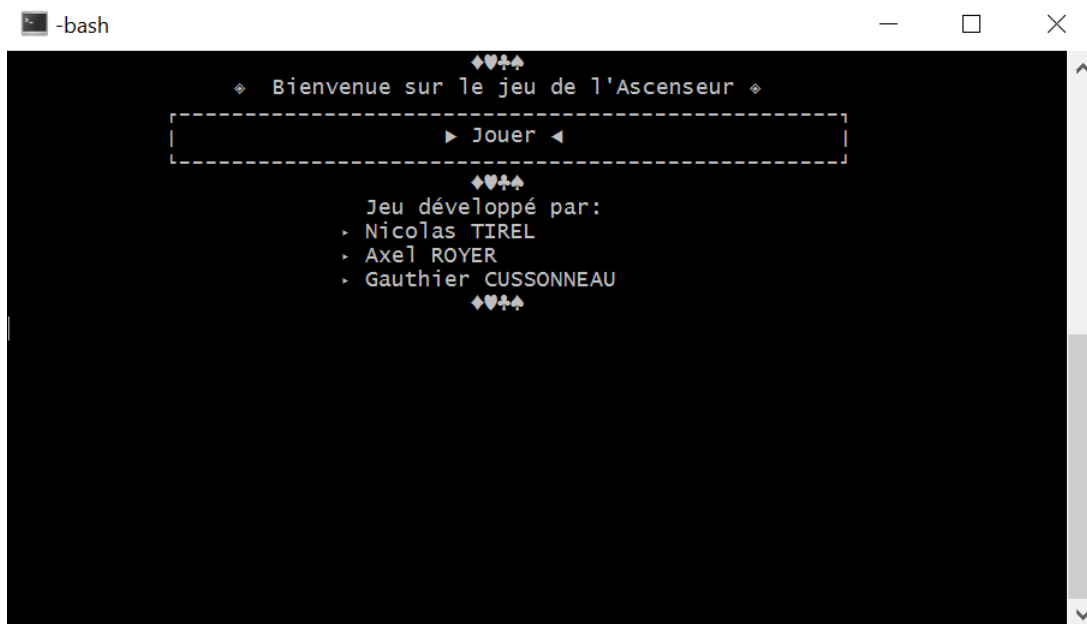 -bash
♦♥♣♠
◈ Bienvenue sur le jeu de l'Ascenseur ◈
► Jouer ◄
♦♥♣♠
Jeu développé par:
▸ Nicolas TIREL
▸ Axel ROYER
▸ Gauthier CUSSONNEAU
♦♥♣♠